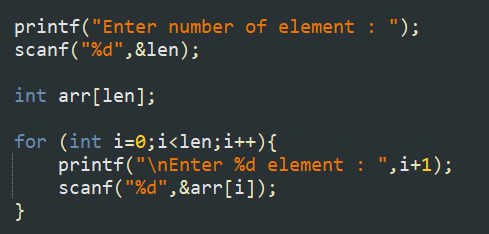 printf("Enter number of element : ");
scanf("%d",&len);
int arr[len];
for (int i=0;i<len;i++){
printf("\nEnter %d element : ",i+1);
scanf("%d",&arr[i]);
}